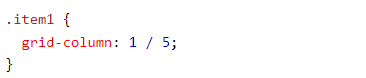 .item1 {
  grid-column: 1 / 5;
}